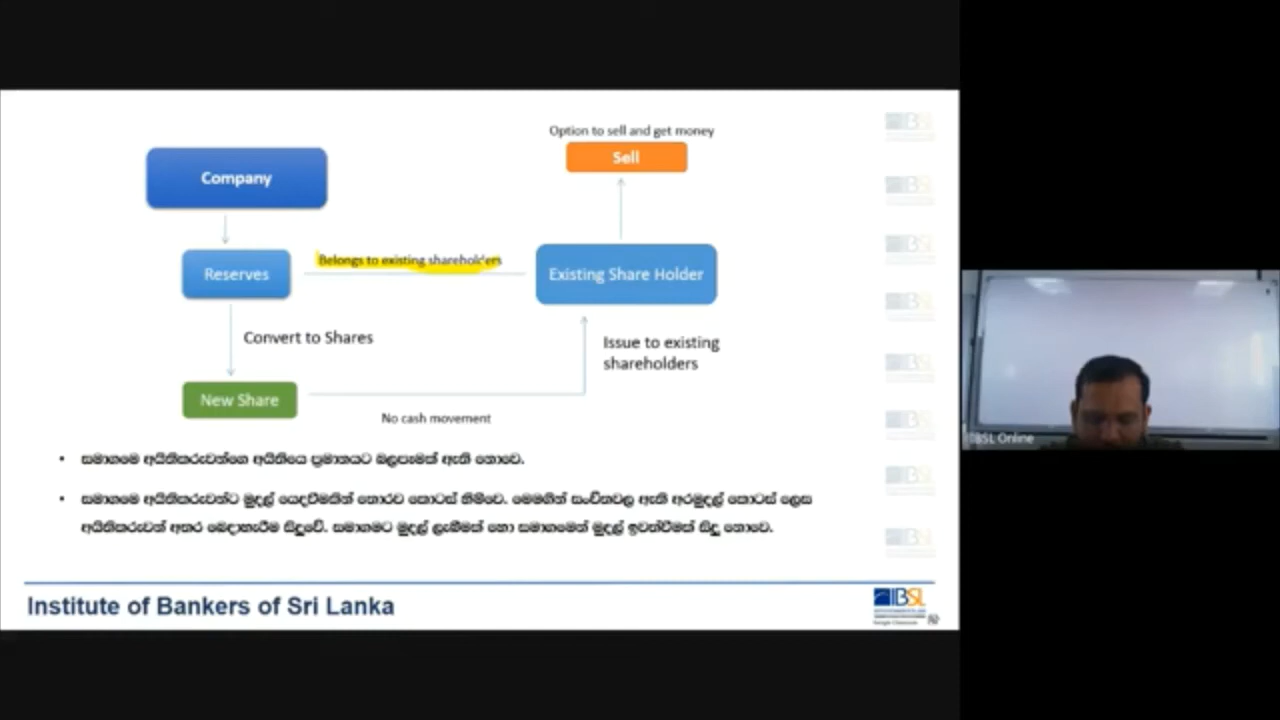 Option to sell and get money
Sell
Company
Belongs to existing shareholders
Reserves
Existing Share Holder
Convert to Shares
Issue to existing
shareholders
New Share
No cash movement
• සමාගමේ අයිතිකරුවන්ගෙ අයිතියෙ ප්‍රමානයට බලපෑමක් ඇති නොවේ.
• සමාගමේ අයිතිකරුවන්ට මුදල් යෙදවීමකින් තොරව කොටස් හිමිවේ. මෙමගින් සංචිතවල ඇති අරමුදල් කොටස් ලෙස
අයිතිකරුවන් අතර බෙදාහැරීම සිදුවේ. සමාගමට මුදල් ලැබීමක් හො සමාගමෙන් මුදල් ඉවත්වීමක් සිදු නොවේ.
Institute of Bankers of Sri Lanka
IBSL
IBSL Online